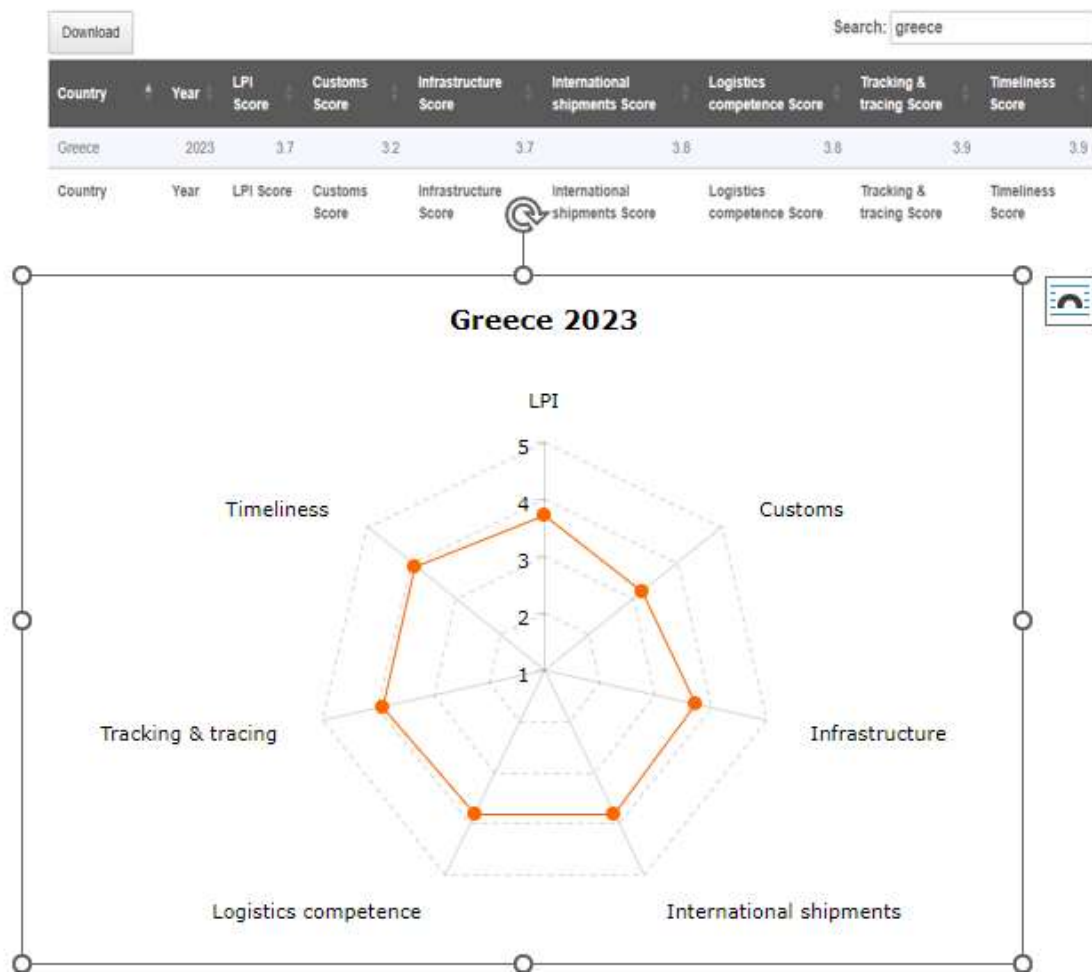 Download
Search: greece
Country Year LPI Score Customs Score Infrastructure Score International shipments Score Logistics competence Score Tracking & tracing Score Timeliness Score
Greece 2023 3.7 3.2 3.7 3.8 3.8 3.9 3.9
Country Year LPI Score Customs Score Infrastructure Score International shipments Score Logistics competence Score Tracking & tracing Score Timeliness Score
Greece 2023
LPI
5
Timeliness
4
Customs
3
2
1
Tracking & tracing
Infrastructure
Logistics competence
International shipments